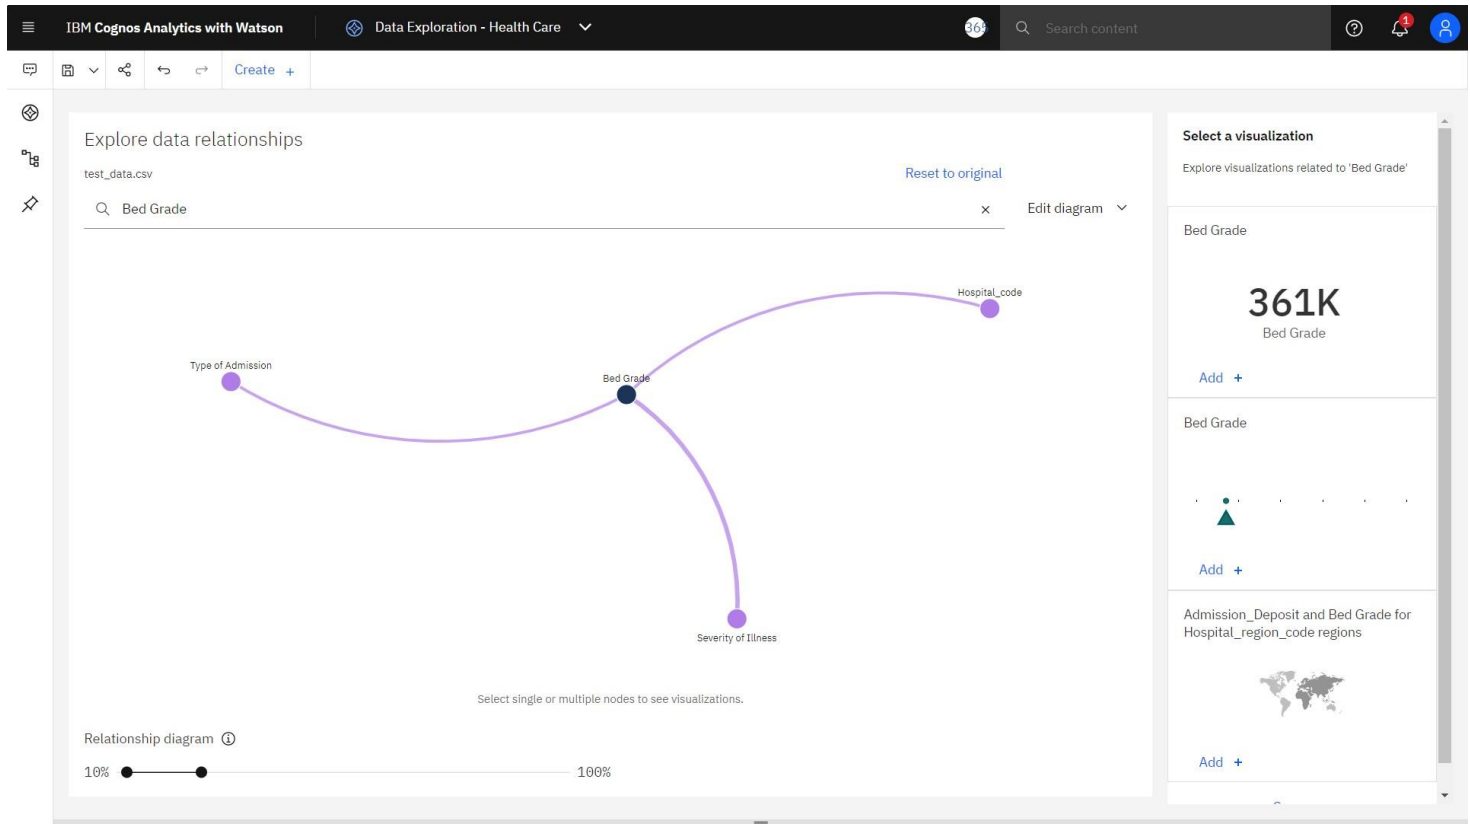 IBM Cognos Analytics with Watson
Data Exploration - Health Care
365
Search content
1
Create +
Explore data relationships
test_data.csv
Reset to original
Bed Grade
Edit diagram
Hospital_code
Type of Admission
Bed Grade
Severity of Illness
Select single or multiple nodes to see visualizations.
Relationship diagram
10%
100%
Select a visualization
Explore visualizations related to 'Bed Grade'
Bed Grade
361K
Bed Grade
Add +
Bed Grade
Add +
Admission_Deposit and Bed Grade for
Hospital_region_code regions
Add +